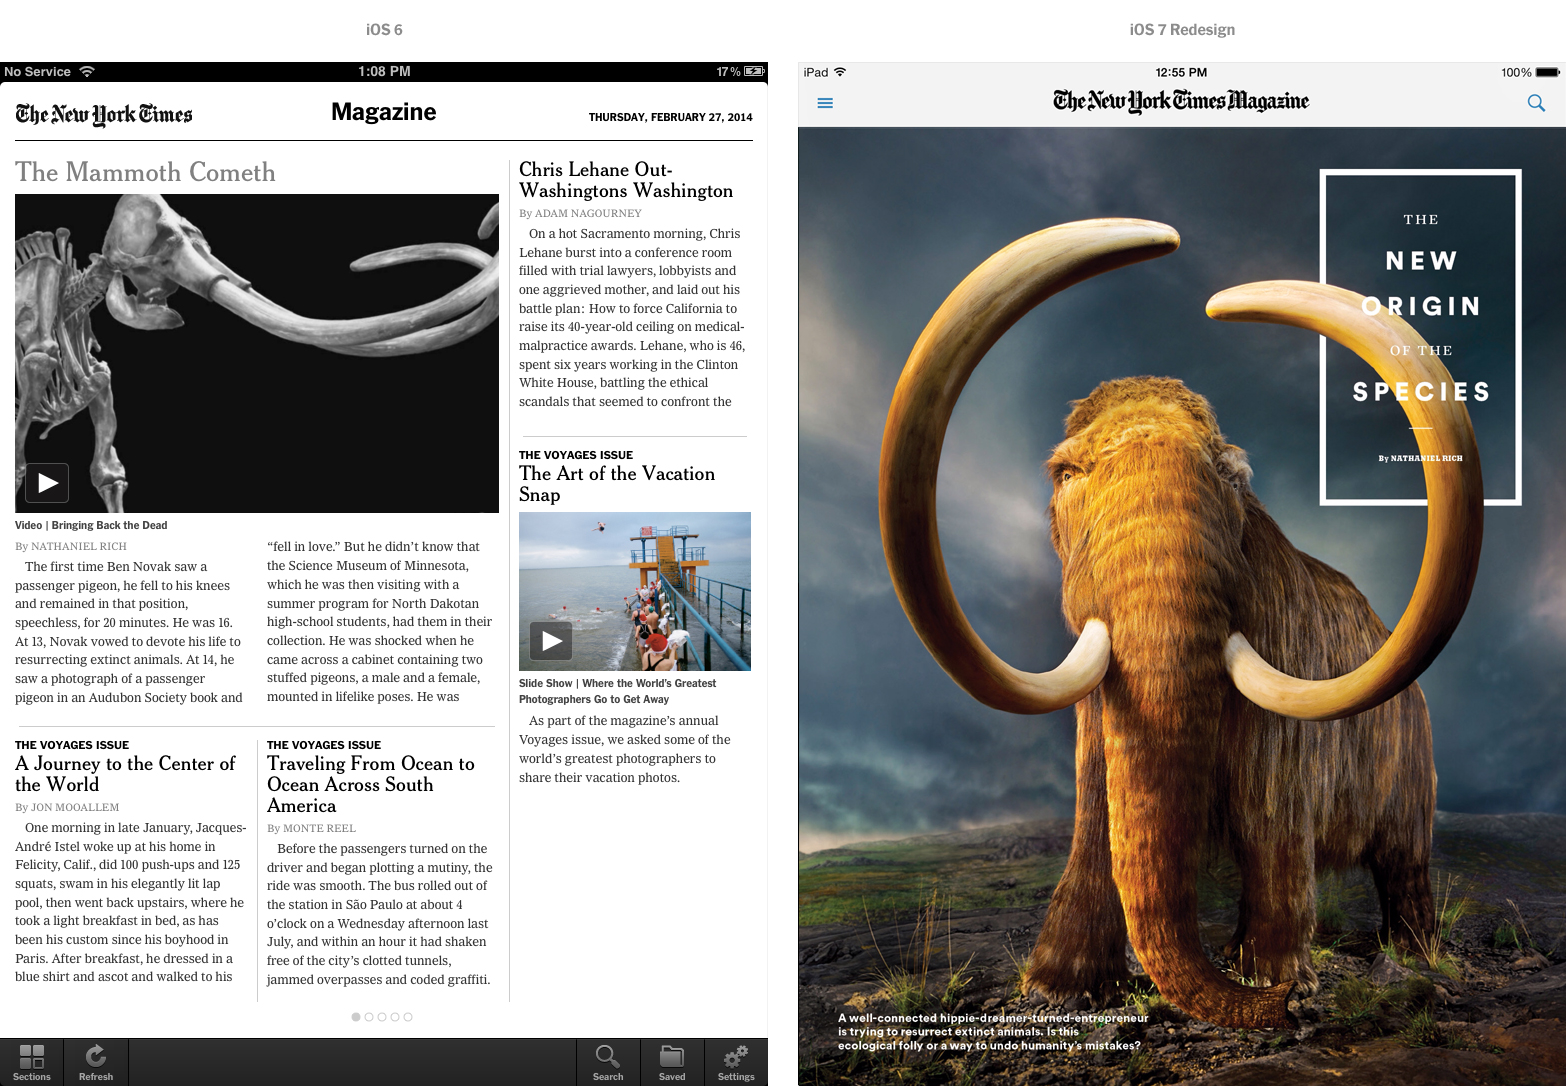 iOS 6
No Service
1:08 PM
17%
The New York Times
Magazine
THURSDAY, FEBRUARY 27, 2014
The Mammoth Cometh
Video | Bringing Back the Dead
By NATHANIEL RICH
The first time Ben Novak saw a
passenger pigeon, he fell to his knees
and remained in that position,
speechless, for 20 minutes. He was 16.
At 13, Novak vowed to devote his life to
resurrecting extinct animals. At 14, he
saw a photograph of a passenger
pigeon in an Audubon Society book and
“fell in love.” But he didn’t know that
the Science Museum of Minnesota,
which he was then visiting with a
summer program for North Dakotan
high-school students, had them in their
collection. He was shocked when he
came across a cabinet containing two
stuffed pigeons, a male and a female,
mounted in lifelike poses. He was
THE VOYAGES ISSUE
A Journey to the Center of
the World
By JON MOOALLEM
One morning in late January, Jacques-
André Istel woke up at his home in
Felicity, Calif., did 100 push-ups and 125
squats, swam in his elegantly lit lap
pool, then went back upstairs, where he
took a light breakfast in bed, as has
been his custom since his boyhood in
Paris. After breakfast, he dressed in a
blue shirt and ascot and walked to his
THE VOYAGES ISSUE
Traveling From Ocean to
Ocean Across South
America
By MONTE REEL
Before the passengers turned on the
driver and began plotting a mutiny, the
ride was smooth. The bus rolled out of
the station in São Paulo at about 4
o’clock on a Wednesday afternoon last
July, and within an hour it had shaken
free of the city’s clotted tunnels,
jammed overpasses and coded graffiti.
Chris Lehane Out-
Washingtons Washington
By ADAM NAGOURNEY
On a hot Sacramento morning, Chris
Lehane burst into a conference room
filled with trial lawyers, lobbyists and
one aggrieved mother, and laid out his
battle plan: How to force California to
raise its 40-year-old ceiling on medical-
malpractice awards. Lehane, who is 46,
spent six years working in the Clinton
White House, battling the ethical
scandals that seemed to confront the
THE VOYAGES ISSUE
The Art of the Vacation
Snap
Slide Show | Where the World’s Greatest
Photographers Go to Get Away
As part of the magazine’s annual
Voyages issue, we asked some of the
world’s greatest photographers to
share their vacation photos.
Sections
Refresh
Search
Saved
Settings
iOS 7 Redesign
iPad
12:55 PM
100%
The New York Times Magazine
THE
NEW
ORIGIN
OF THE
SPECIES
By NATHANIEL RICH
A well-connected hippie-dreamer-turned-entrepreneur
is trying to resurrect extinct animals. Is this
ecological folly or a way to undo humanity’s mistakes?